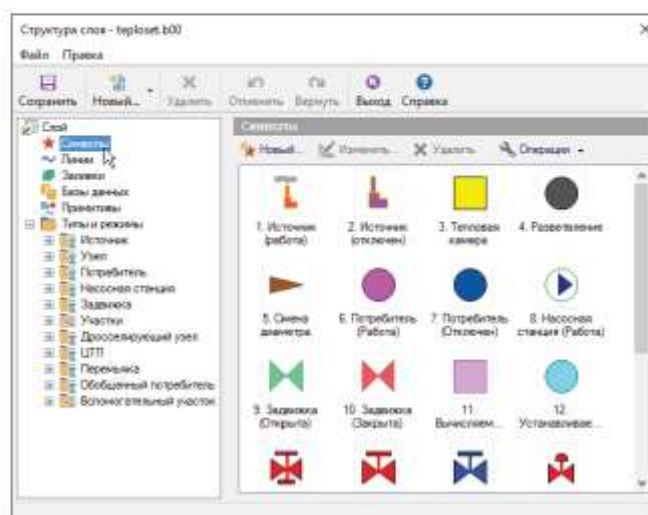 Структура слоя - teploset.b00
Файл Правка
Сохранить Новый... Удалить Отменить Вернуть Выход Справка
Слой
Символы
Линии
Заливки
Базы данных
Примитивы
Типы и режимы
Источник
Узел
Потребитель
Насосная станция
Задвижка
Участки
Дросселирующий узел
ЦТП
Перемычка
Обобщенный потребитель
Вспомогательный участок
Символы
Новый... Изменить... Удалить Операции
1. Источник (работа)
2. Источник (отключен)
3. Тепловая камера
4. Разветвление
5. Смена диаметра
6. Потребитель (Работа)
7. Потребитель (Отключен)
8. Насосная станция (Работа)
9. Задвижка (Открыта)
10. Задвижка (Закрыта)
11. Вычисляем...
12. Устанавливае...